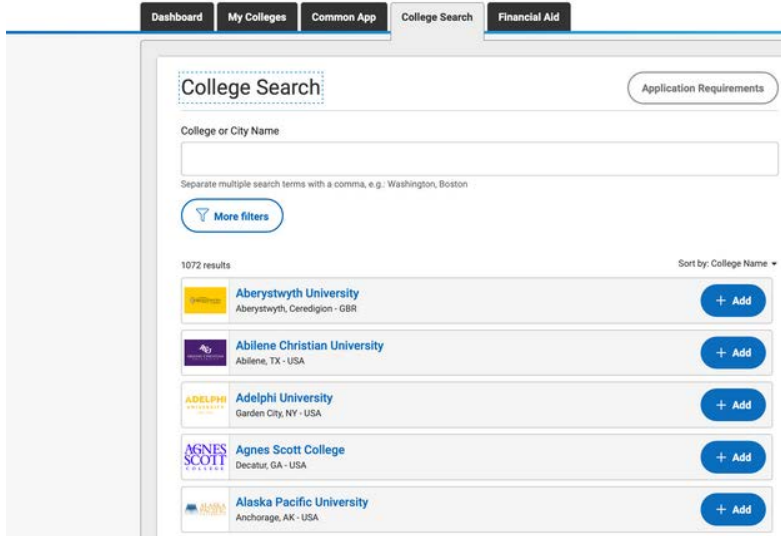 Dashboard
My Colleges
Common App
College Search
Financial Aid
College Search
Application Requirements
College or City Name
Separate multiple search terms with a comma, e.g.: Washington, Boston
More filters
1072 results
Sort by: College Name
Aberystwyth University
Aberystwyth, Ceredigion - GBR
+ Add
Abilene Christian University
Abilene, TX - USA
+ Add
ADELPHI
UNIVERSITY
Adelphi University
Garden City, NY - USA
+ Add
AGNES
SCOTT
COLLEGE
Agnes Scott College
Decatur, GA - USA
+ Add
Alaska Pacific University
Anchorage, AK - USA
+ Add